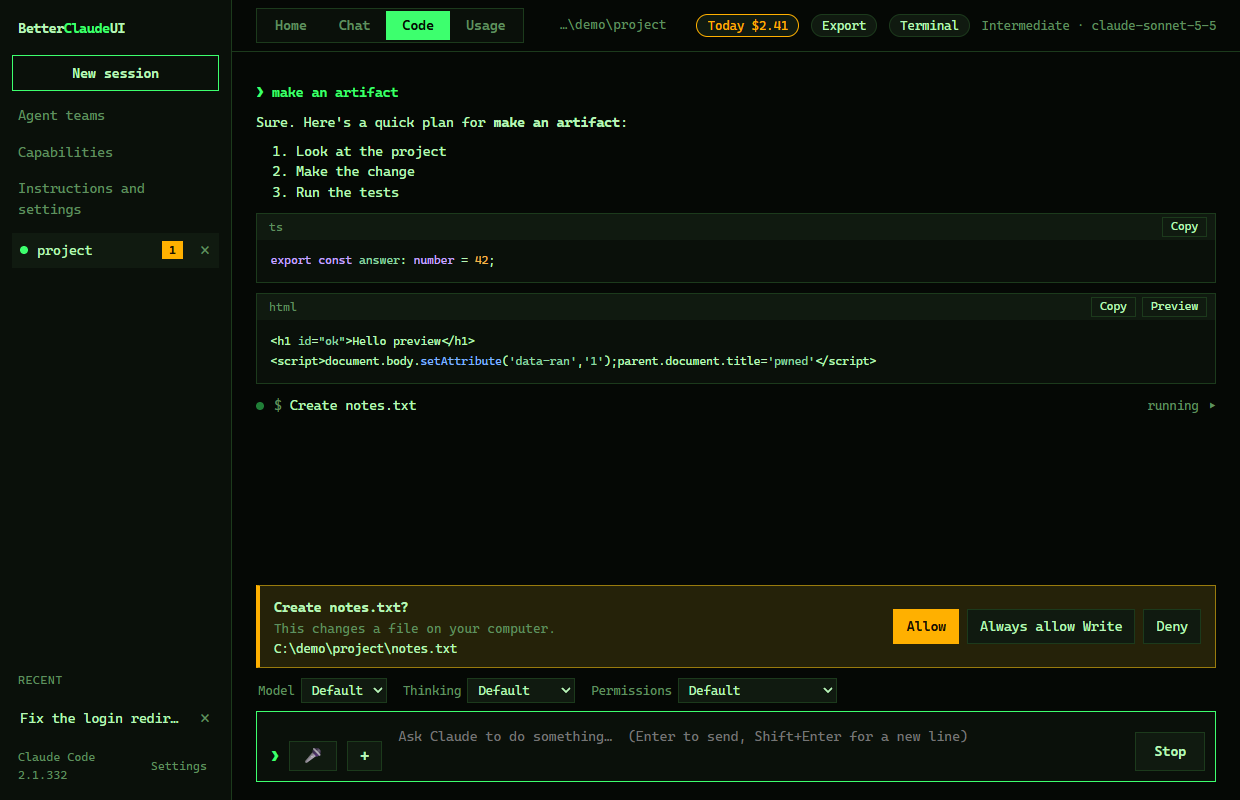 BetterClaudeUI
New session
Agent teams
Capabilities
Instructions and
settings
project 1 ×
RECENT
Fix the login redir… ×
Claude Code
2.1.332
Settings
Home Chat Code Usage
…\demo\project
Today $2.41
Export
Terminal
Intermediate · claude-sonnet-5-5
❯ make an artifact
Sure. Here's a quick plan for make an artifact:
1. Look at the project
2. Make the change
3. Run the tests
ts Copy
export const answer: number = 42;
html Copy Preview
<h1 id="ok">Hello preview</h1>
<script>document.body.setAttribute('data-ran','1');parent.document.title='pwned'</script>
$ Create notes.txt running ▸
Create notes.txt?
This changes a file on your computer.
C:\demo\project\notes.txt
Allow Always allow Write Deny
Model Default Thinking Default Permissions Default
❯ + Ask Claude to do something… (Enter to send, Shift+Enter for a new line) Stop